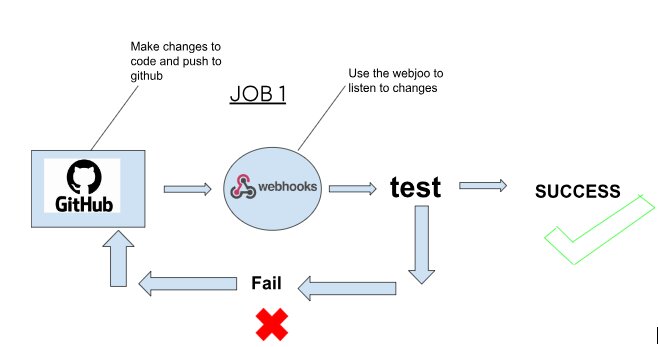 Make changes to
code and push to
github
JOB 1
Use the webjoo to
listen to changes
GitHub
webhooks
test
SUCCESS
Fail